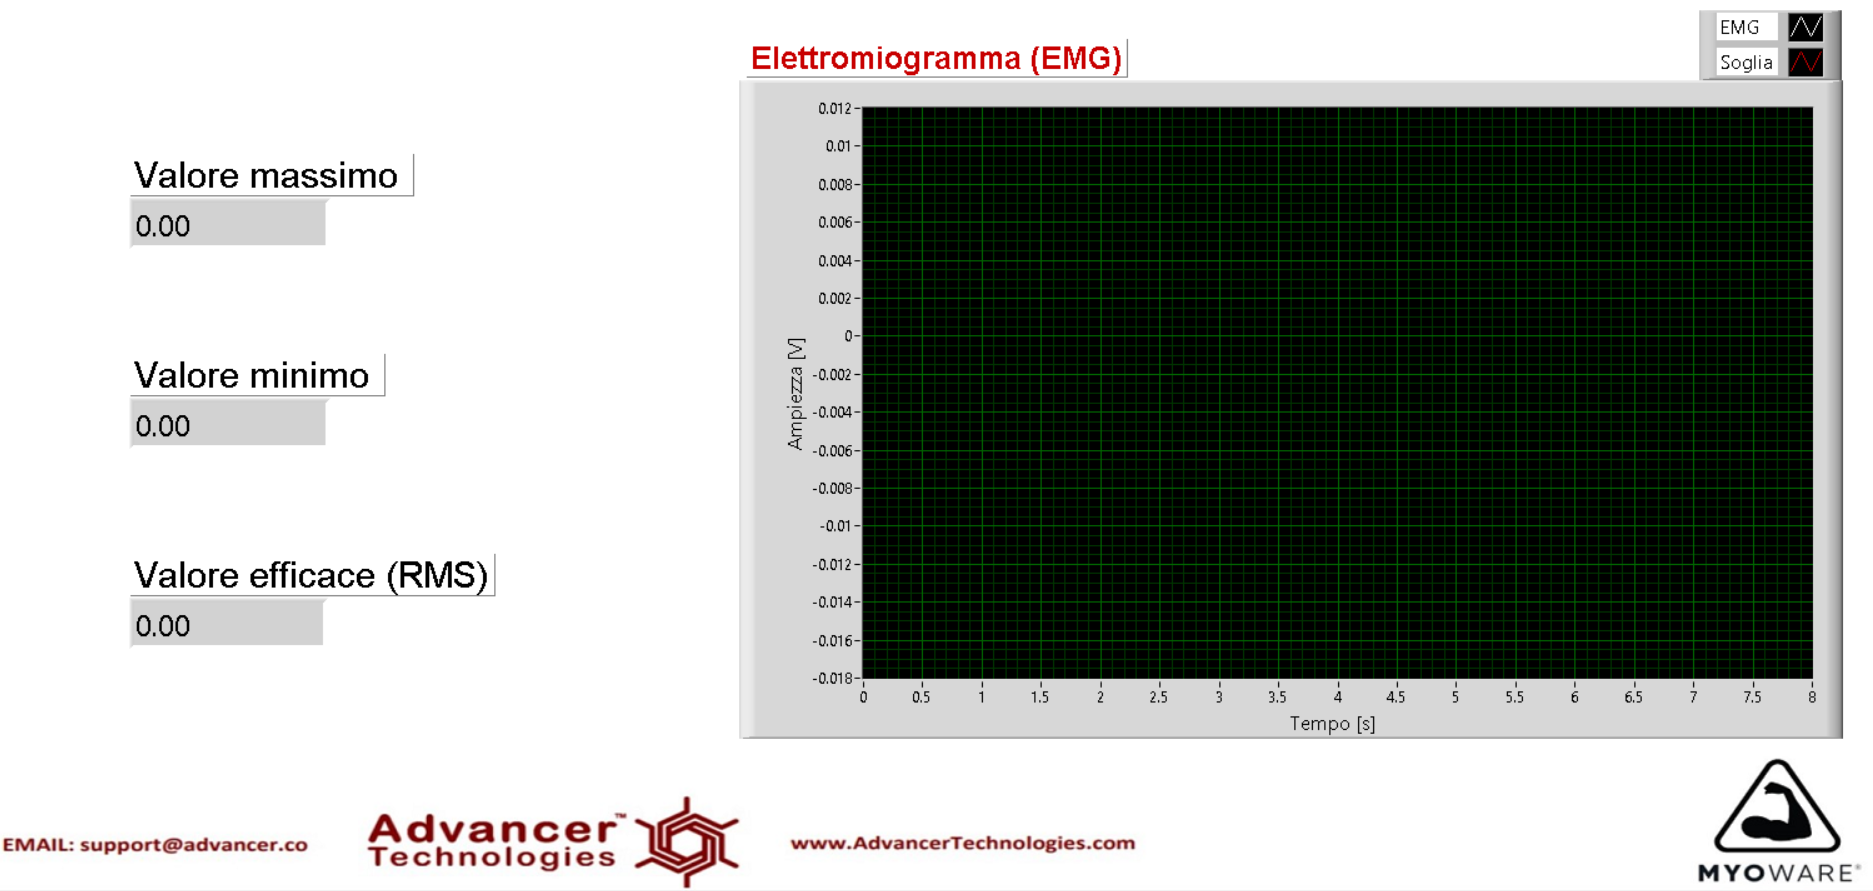 Valore massimo
0.00
Valore minimo
0.00
Valore efficace (RMS)
0.00
Elettromiogramma (EMG)
EMG
Soglia
0.012
0.01
0.008
0.006
0.004
0.002
0
-0.002
-0.004
-0.006
-0.008
-0.01
-0.012
-0.014
-0.016
-0.018
Ampiezza [V]
0 0.5 1 1.5 2 2.5 3 3.5 4 4.5 5 5.5 6 6.5 7 7.5 8
Tempo [s]
EMAIL: support@advancer.co
Advancer™
Technologies
www.AdvancerTechnologies.com
MYOWARE®